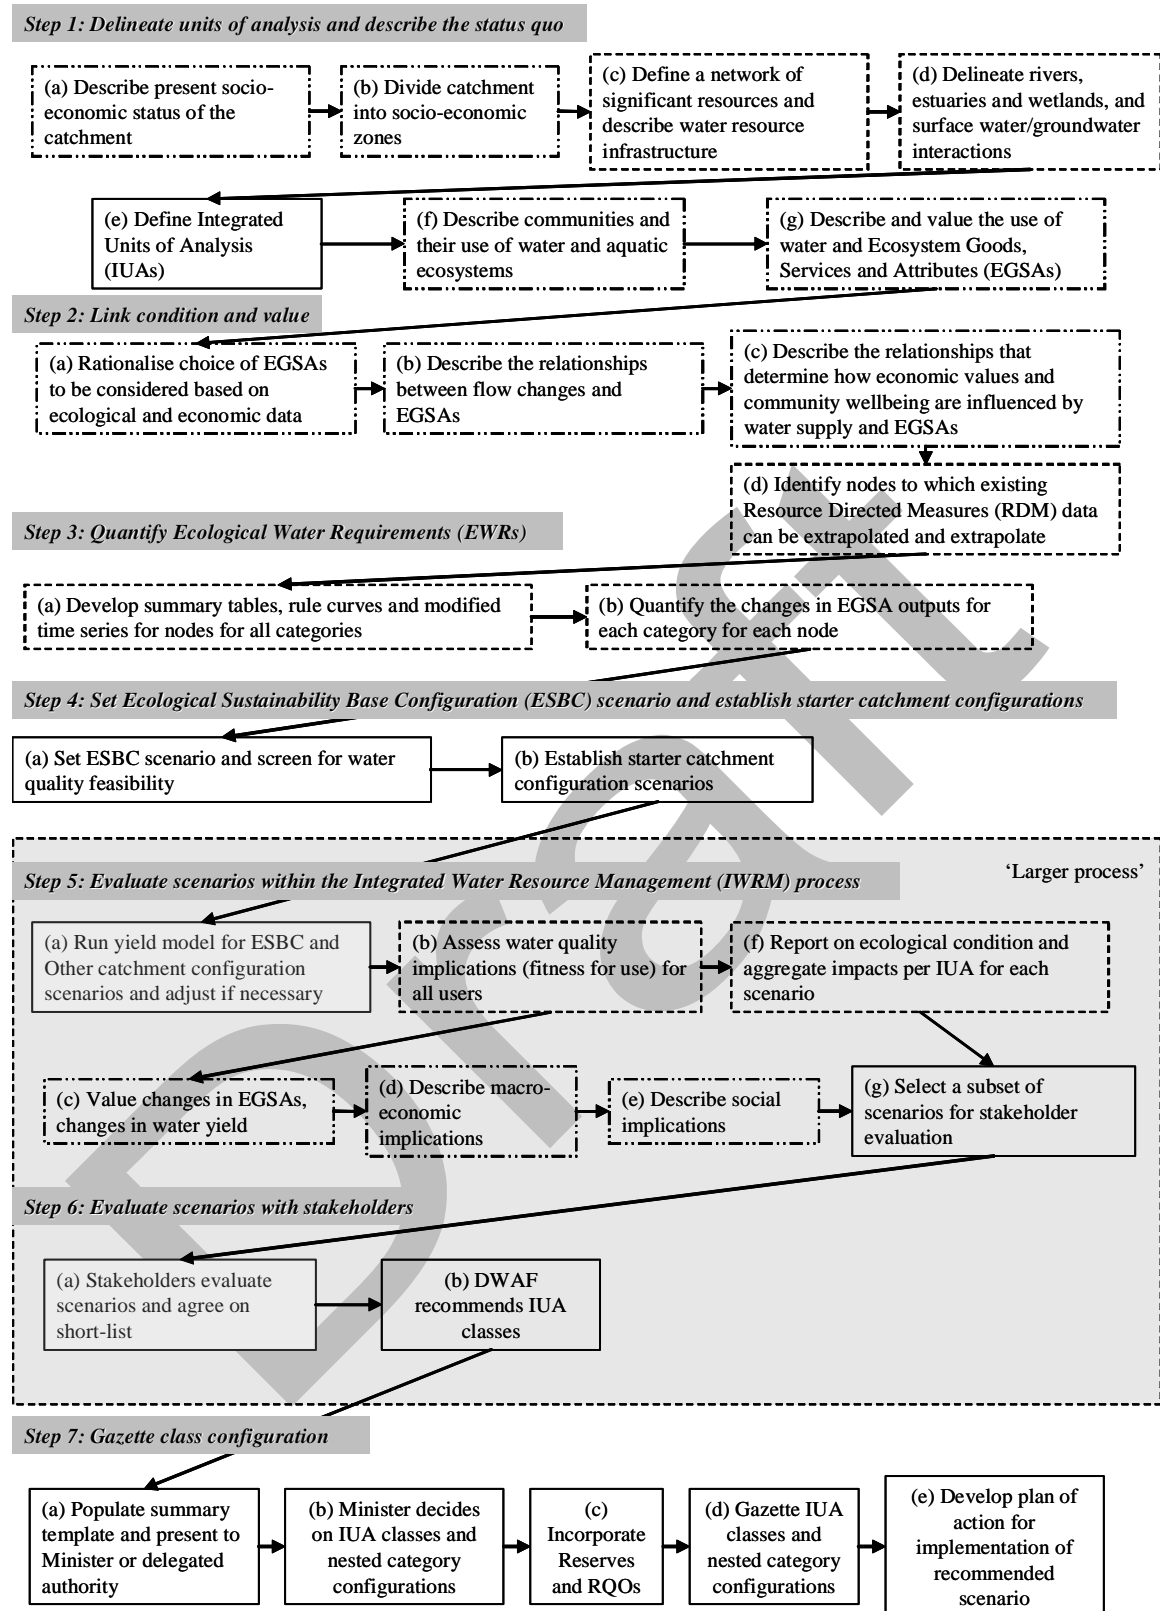 Step 1: Delineate units of analysis and describe the status quo
(a) Describe present socio-
economic status of the
catchment
(b) Divide catchment
into socio-economic
zones
(c) Define a network of
significant resources and
describe water resource
infrastructure
(d) Delineate rivers,
estuaries and wetlands, and
surface water/groundwater
interactions
(e) Define Integrated
Units of Analysis
(IUAs)
(f) Describe communities and
their use of water and aquatic
ecosystems
(g) Describe and value the use of
water and Ecosystem Goods,
Services and Attributes (EGSAs)
Step 2: Link condition and value
(a) Rationalise choice of EGSAs
to be considered based on
ecological and economic data
(b) Describe the relationships
between flow changes and
EGSAs
(c) Describe the relationships that
determine how economic values and
community wellbeing are influenced by
water supply and EGSAs
(d) Identify nodes to which existing
Resource Directed Measures (RDM) data
can be extrapolated and extrapolate
Step 3: Quantify Ecological Water Requirements (EWRs)
(a) Develop summary tables, rule curves and modified
time series for nodes for all categories
(b) Quantify the changes in EGSA outputs for
each category for each node
Step 4: Set Ecological Sustainability Base Configuration (ESBC) scenario and establish starter catchment configurations
(a) Set ESBC scenario and screen for water
quality feasibility
(b) Establish starter catchment
configuration scenarios
'Larger process'
Step 5: Evaluate scenarios within the Integrated Water Resource Management (IWRM) process
(a) Run yield model for ESBC and
Other catchment configuration
scenarios and adjust if necessary
(b) Assess water quality
implications (fitness for use) for
all users
(f) Report on ecological condition and
aggregate impacts per IUA for each
scenario
(c) Value changes in EGSAs,
changes in water yield
(d) Describe macro-
economic
implications
(e) Describe social
implications
(g) Select a subset of
scenarios for stakeholder
evaluation
Step 6: Evaluate scenarios with stakeholders
(a) Stakeholders evaluate
scenarios and agree on
short-list
(b) DWAF
recommends IUA
classes
Step 7: Gazette class configuration
(a) Populate summary
template and present to
Minister or delegated
authority
(b) Minister decides
on IUA classes and
nested category
configurations
(c)
Incorporate
Reserves
and RQOs
(d) Gazette IUA
classes and
nested category
configurations
(e) Develop plan of
action for
implementation of
recommended
scenario
Draft